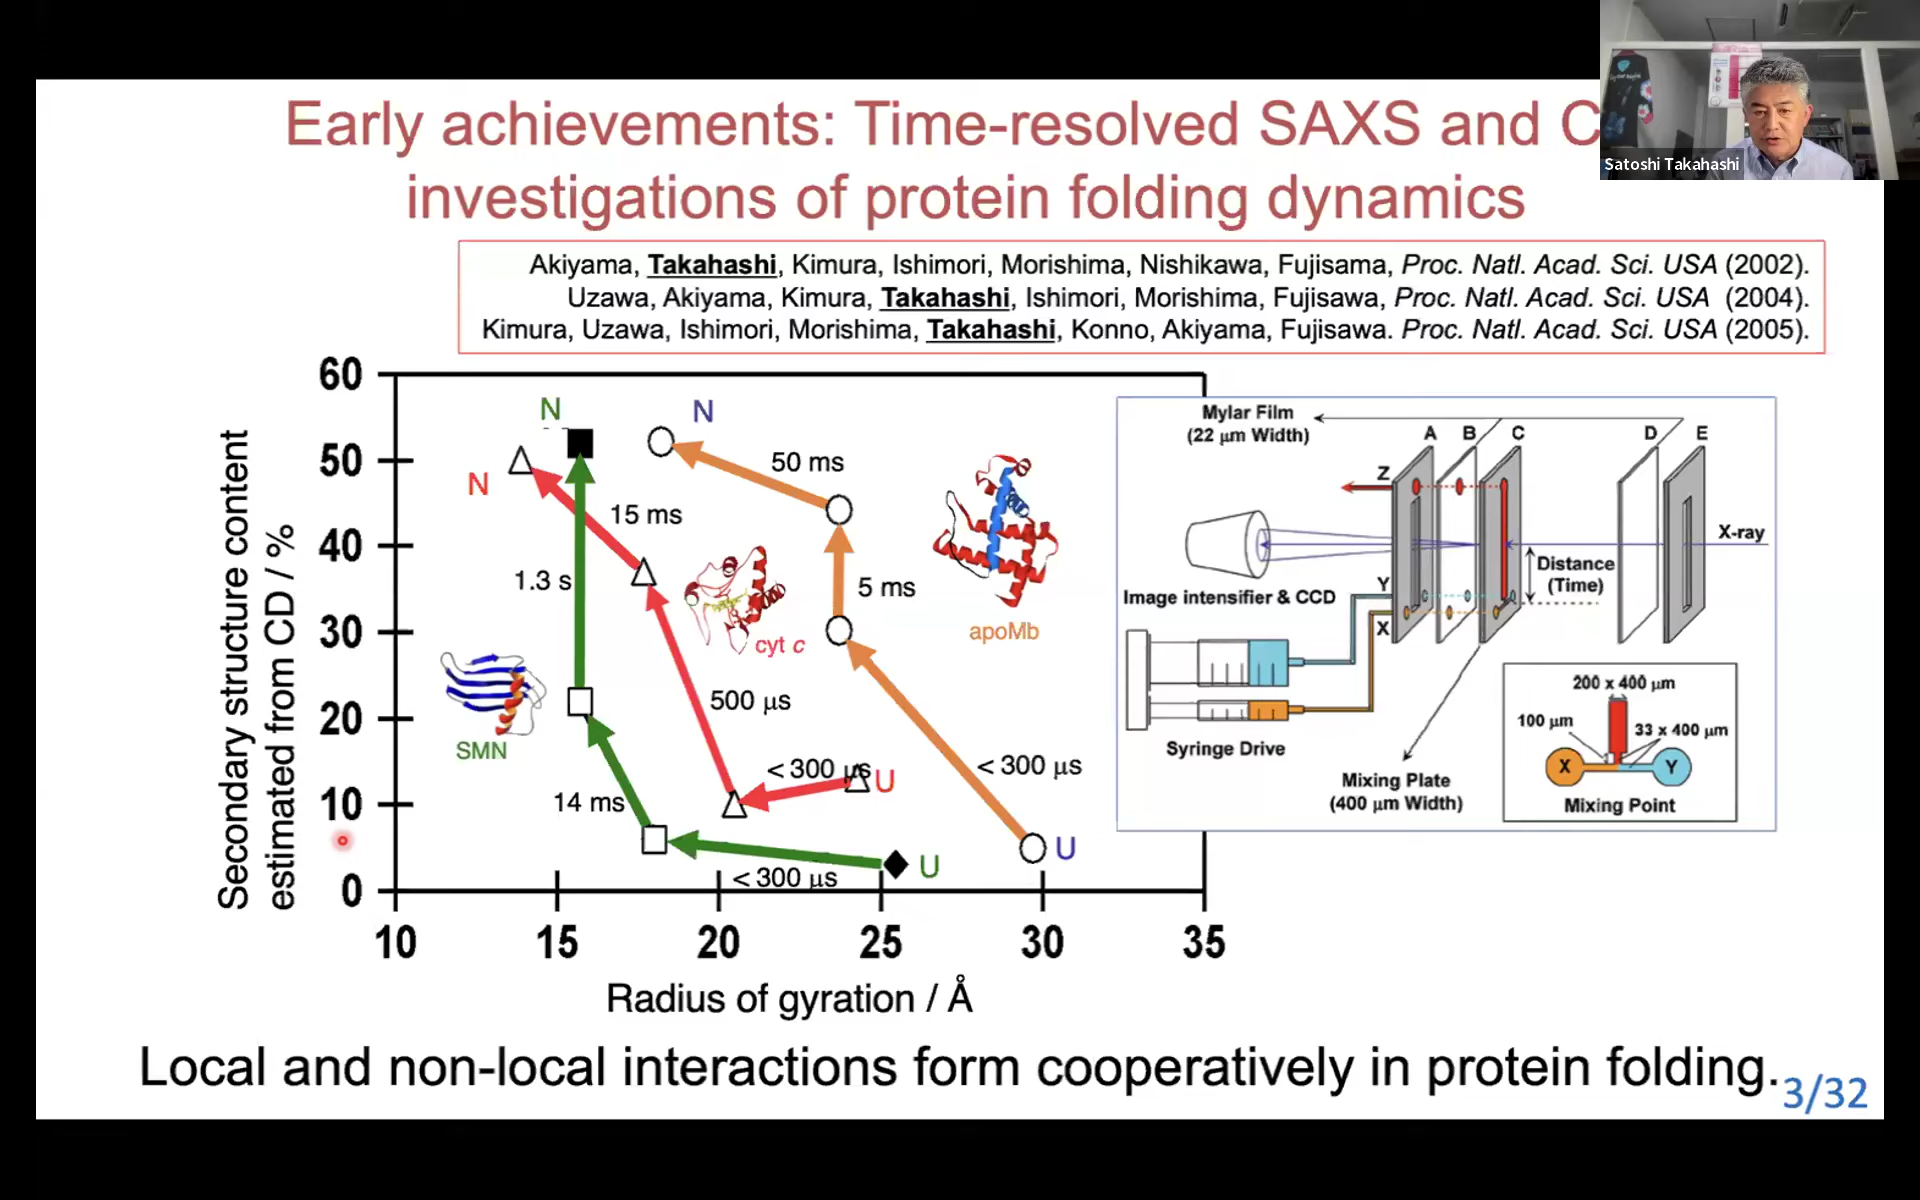 Early achievements: Time-resolved SAXS and C
investigations of protein folding dynamics
Satoshi Takahashi
Akiyama, Takahashi, Kimura, Ishimori, Morishima, Nishikawa, Fujisama, Proc. Natl. Acad. Sci. USA (2002).
Uzawa, Akiyama, Kimura, Takahashi, Ishimori, Morishima, Fujisawa, Proc. Natl. Acad. Sci. USA (2004).
Kimura, Uzawa, Ishimori, Morishima, Takahashi, Konno, Akiyama, Fujisawa. Proc. Natl. Acad. Sci. USA (2005).
Secondary structure content
estimated from CD / %
60
50
40
30
20
10
0
10 15 20 25 30 35
Radius of gyration / Å
N
N
N
50 ms
15 ms
1.3 s
5 ms
cyt c
apoMb
500 μs
SMN
< 300 μs
U
< 300 μs
14 ms
U
< 300 μs
U
Mylar Film
(22 μm Width)
A B C D E
Z
X-ray
Distance
(Time)
Y
Image intensifier & CCD
X
200 x 400 μm
100 μm
33 x 400 μm
Syringe Drive
X Y
Mixing Plate
(400 μm Width)
Mixing Point
Local and non-local interactions form cooperatively in protein folding.
3/32